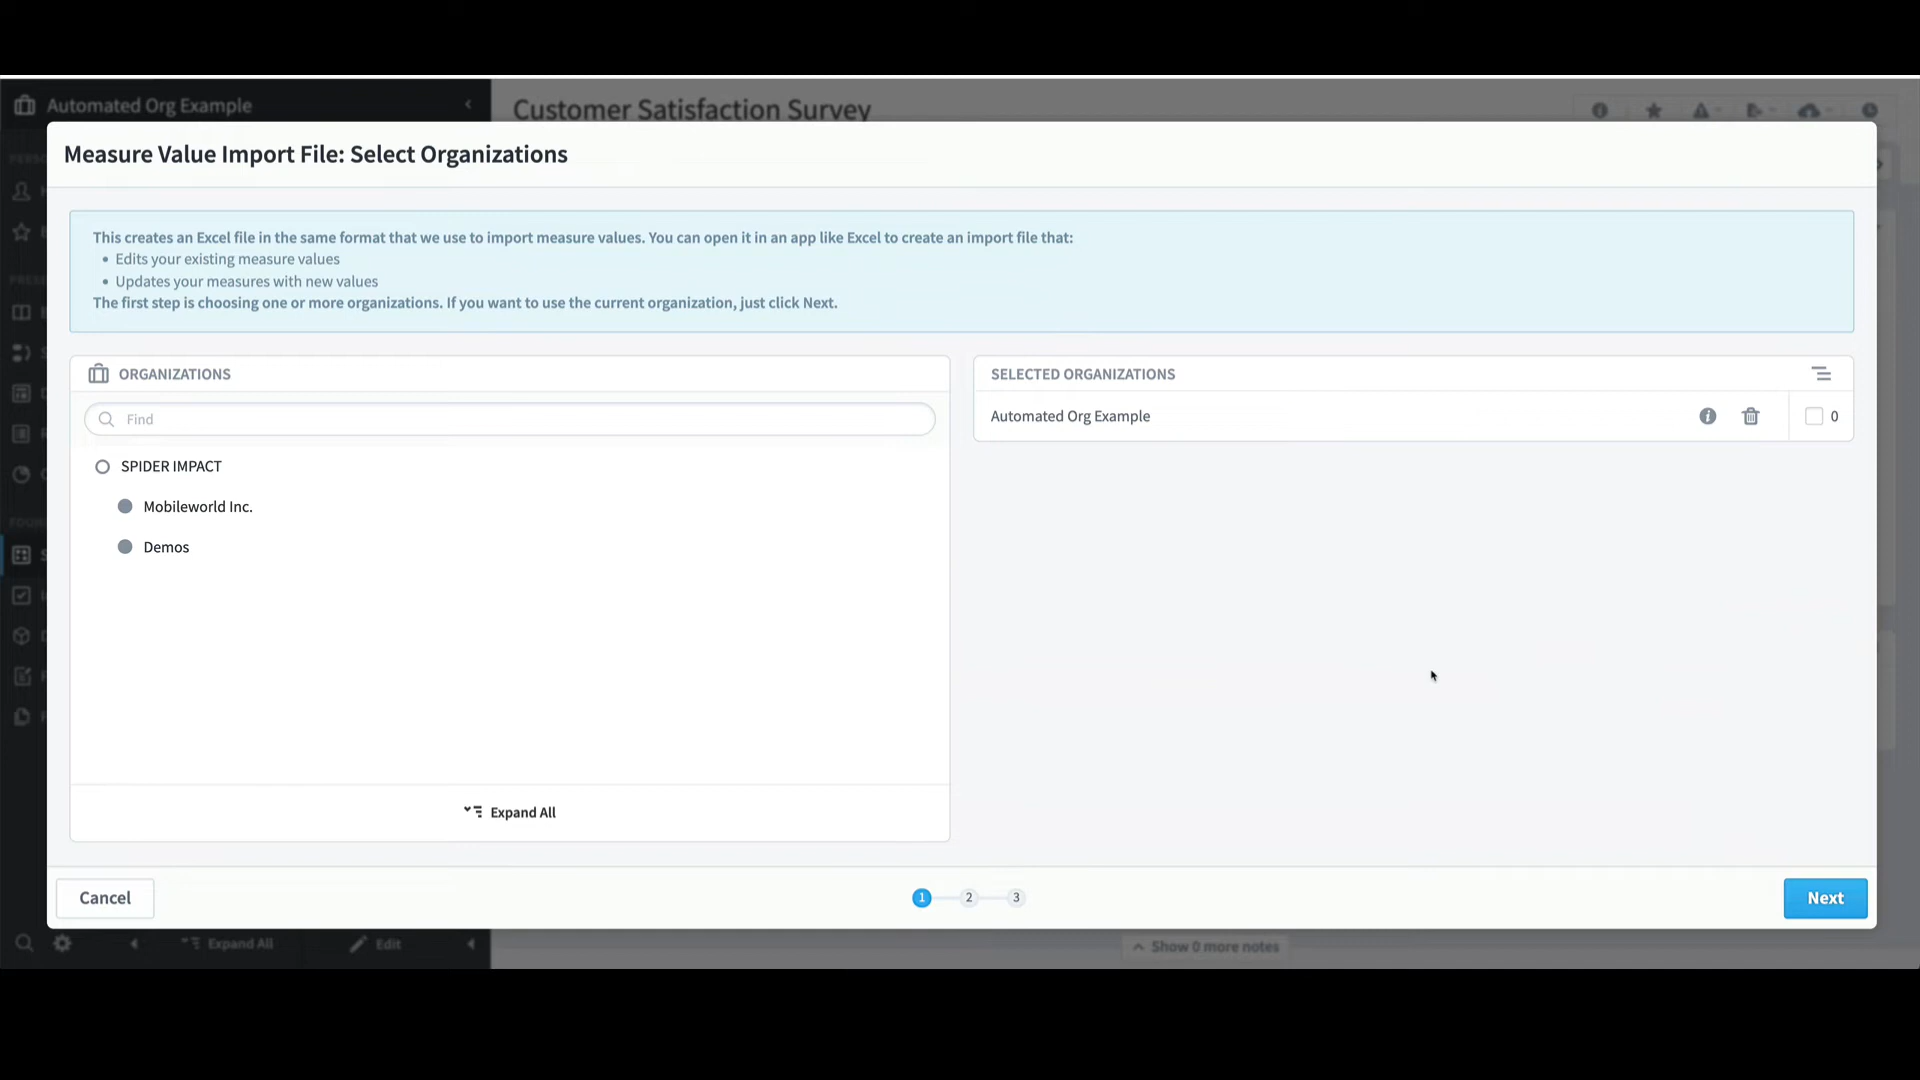 Automated Org Example
Customer Satisfaction Survey
Measure Value Import File: Select Organizations
This creates an Excel file in the same format that we use to import measure values. You can open it in an app like Excel to create an import file that:
• Edits your existing measure values
• Updates your measures with new values
The first step is choosing one or more organizations. If you want to use the current organization, just click Next.
ORGANIZATIONS
Find
SPIDER IMPACT
Mobileworld Inc.
Demos
Expand All
SELECTED ORGANIZATIONS
Automated Org Example
0
Cancel
1
2
3
Next
Expand All
Edit
Show 0 more notes